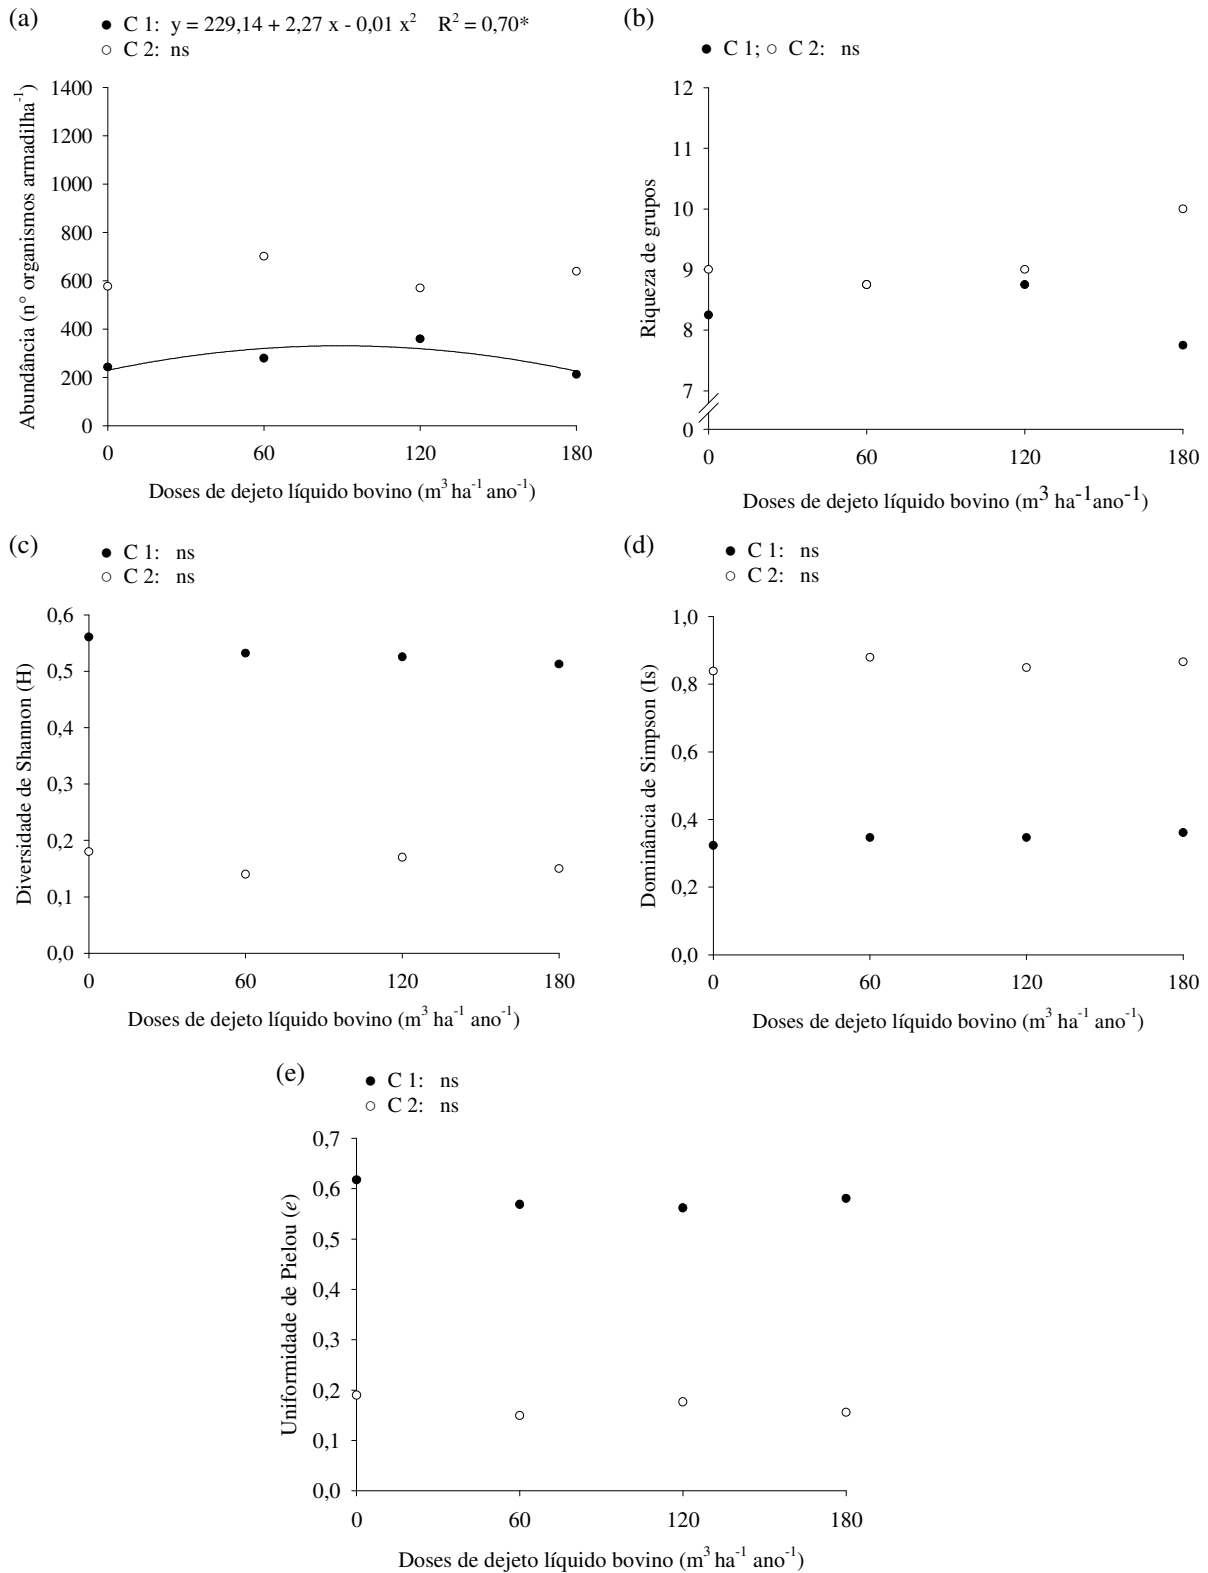 (a)
● C 1: y = 229,14 + 2,27 x - 0,01 x² R² = 0,70*
○ C 2: ns
Abundância (n° organismos armadilha⁻¹)
1400
1200
1000
800
600
400
200
0
0 60 120 180
Doses de dejeto líquido bovino (m³ ha⁻¹ ano⁻¹)
(b)
● C 1; ○ C 2: ns
Riqueza de grupos
12
11
10
9
8
7
0
0 60 120 180
Doses de dejeto líquido bovino (m³ ha⁻¹ano⁻¹)
(c)
● C 1: ns
○ C 2: ns
Diversidade de Shannon (H)
0,6
0,5
0,4
0,3
0,2
0,1
0,0
0 60 120 180
Doses de dejeto líquido bovino (m³ ha⁻¹ ano⁻¹)
(d)
● C 1: ns
○ C 2: ns
Dominância de Simpson (Is)
1,0
0,8
0,6
0,4
0,2
0,0
0 60 120 180
Doses de dejeto líquido bovino (m³ ha⁻¹ ano⁻¹)
(e)
● C 1: ns
○ C 2: ns
Uniformidade de Pielou (e)
0,7
0,6
0,5
0,4
0,3
0,2
0,1
0,0
0 60 120 180
Doses de dejeto líquido bovino (m³ ha⁻¹ ano⁻¹)